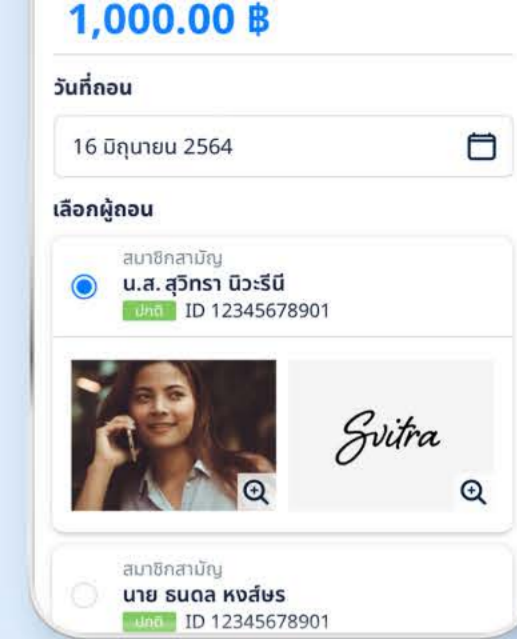 1,000.00 ฿
วันที่ถอน
16 มิถุนายน 2564
เลือกผู้ถอน
สมาชิกสามัญ
น.ส. สุวิทรา นิวะรีนี
ปกติ ID 12345678901
Svitra
สมาชิกสามัญ
นาย ธนดล หงส์ษร
ปกติ ID 12345678901